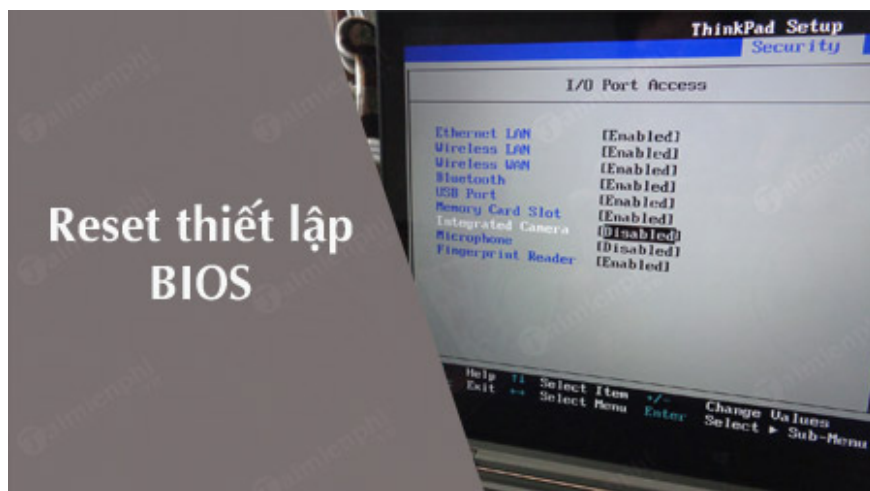 Reset thiết lập
BIOS
ThinkPad Setup
Security
I/O Port Access
Ethernet LAN [Enabled]
Wireless LAN [Enabled]
Wireless WAN [Enabled]
Bluetooth [Enabled]
USB Port [Enabled]
Memory Card Slot [Enabled]
Integrated Camera [Disabled]
Microphone [Disabled]
Fingerprint Reader [Enabled]
Help ↑↓ Select Item +/- Change Values
Exit ↔ Select Menu Enter Select ▶ Sub-Menu
Taimienphi